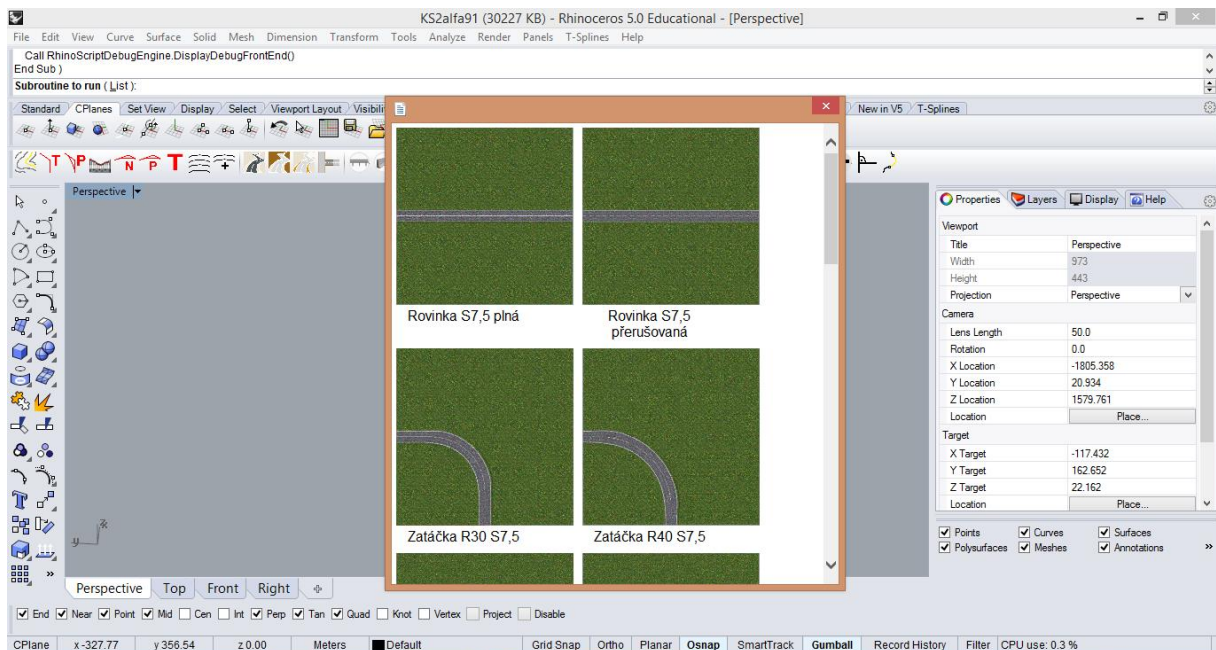 KS2alfa91 (30227 KB) - Rhinoceros 5.0 Educational - [Perspective]
File Edit View Curve Surface Solid Mesh Dimension Transform Tools Analyze Render Panels T-Splines Help
Call RhinoScriptDebugEngine.DisplayDebugFrontEnd()
End Sub )
Subroutine to run ( List ):
Standard CPlanes Set View Display Select Viewport Layout Visibili New in V5 T-Splines
T P N P T
Perspective
Rovinka S7,5 plná
Rovinka S7,5
přerušovaná
Zatáčka R30 S7,5
Zatáčka R40 S7,5
Properties Layers Display Help
Viewport
Title Perspective
Width 973
Height 443
Projection Perspective
Camera
Lens Length 50.0
Rotation 0.0
X Location -1805.358
Y Location 20.934
Z Location 1579.761
Location Place...
Target
X Target -117.432
Y Target 162.652
Z Target 22.162
Location Place...
Points Curves Surfaces
Polysurfaces Meshes Annotations »
z
y
»
Perspective Top Front Right
End Near Point Mid Cen Int Perp Tan Quad Knot Vertex Project Disable
CPlane x -327.77 y 356.54 z 0.00 Meters Default Grid Snap Ortho Planar Osnap SmartTrack Gumball Record History Filter CPU use: 0.3 %